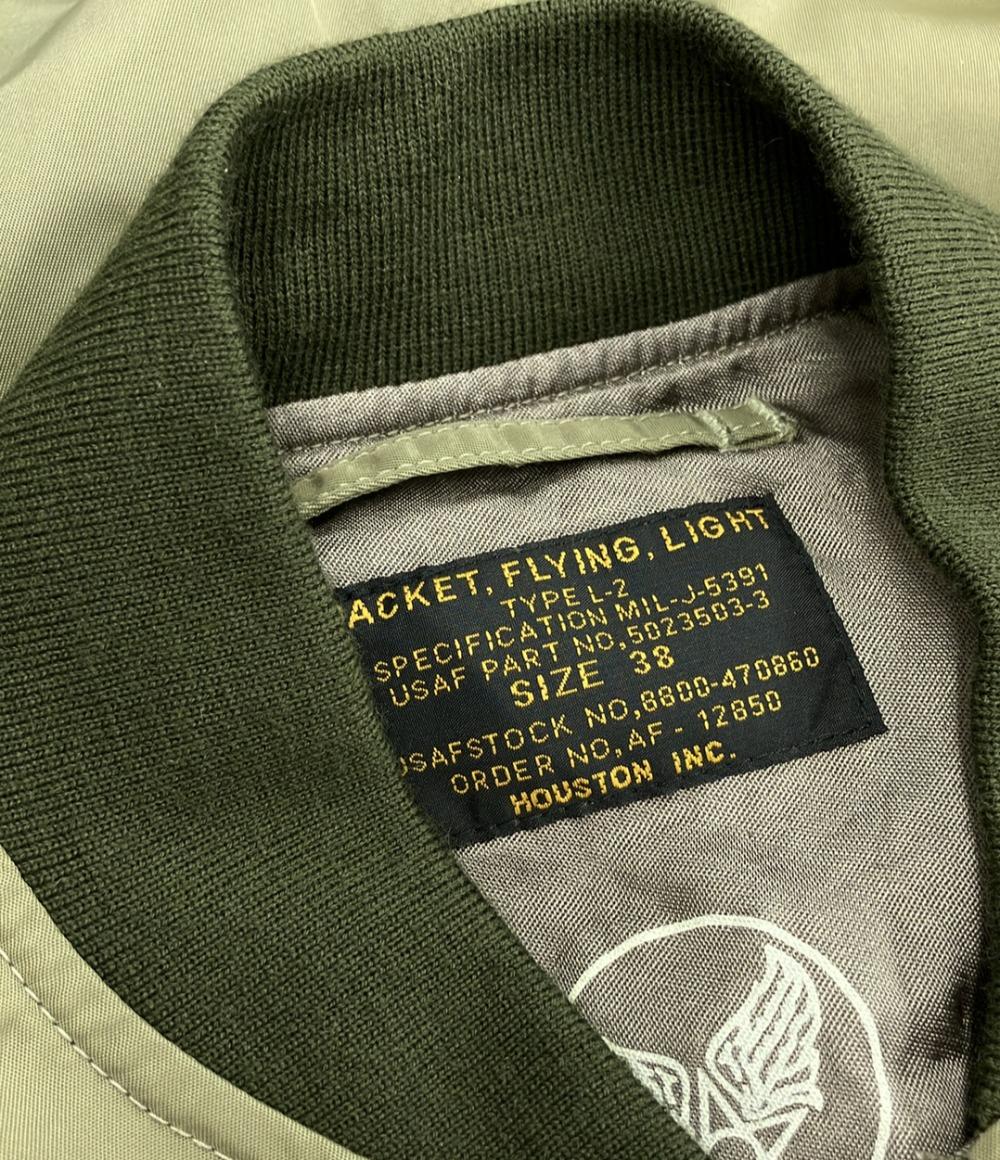 ACKET, FLYING, LIGHT
TYPE L-2
SPECIFICATION MIL-J-5391
USAF PART NO, 5023503-3
SIZE 38
USAFSTOCK NO, 8800-470860
ORDER NO, AF- 12850
HOUSTON INC.